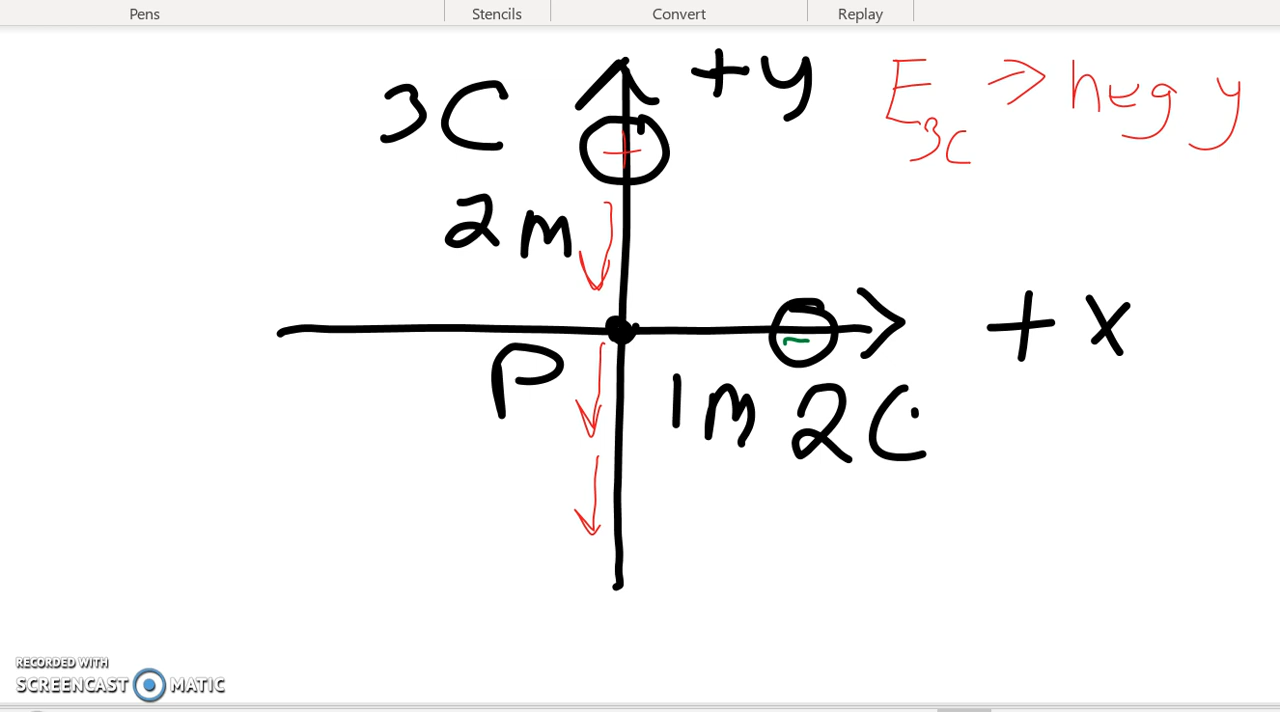 Pens Stencils Convert Replay
+y
3C
E3C → neg y
+
2m
+ x
-
P
1m 2C
RECORDED WITH
SCREENCAST MATIC